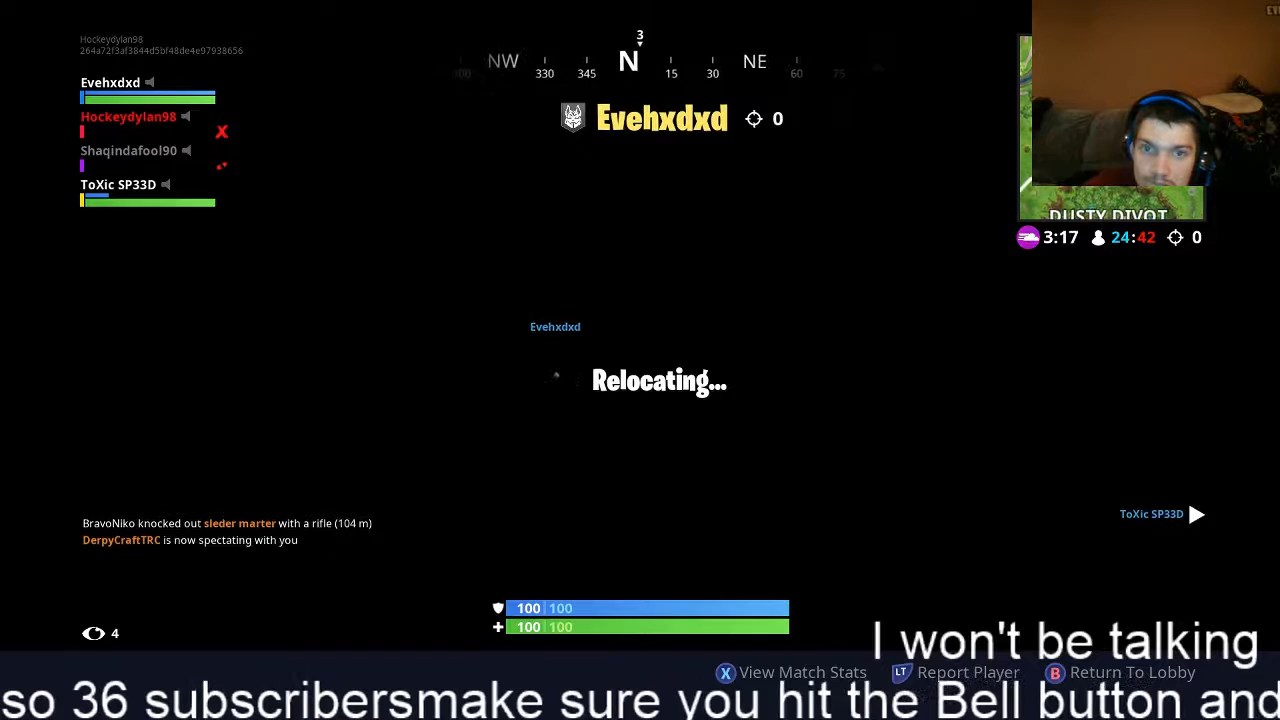 Hockeydylan98
264a72f3af3844d5bf48de4e97938656
Evehxdxd
Hockeydylan98
X
Shaqindafool90
ToXic SP33D
3
NW 330 345 N 15 30 NE 60 75
Evehxdxd 0
DUSTY DIVOT
3:17 24:42 0
Evehxdxd
Relocating...
ToXic SP33D
BravoNiko knocked out sleder marter with a rifle (104 m)
DerpyCraftTRC is now spectating with you
100 100
100 100
4
I won't be talking
X View Match Stats LT Report Player B Return To Lobby
so 36 subscribersmake sure you hit the Bell button and